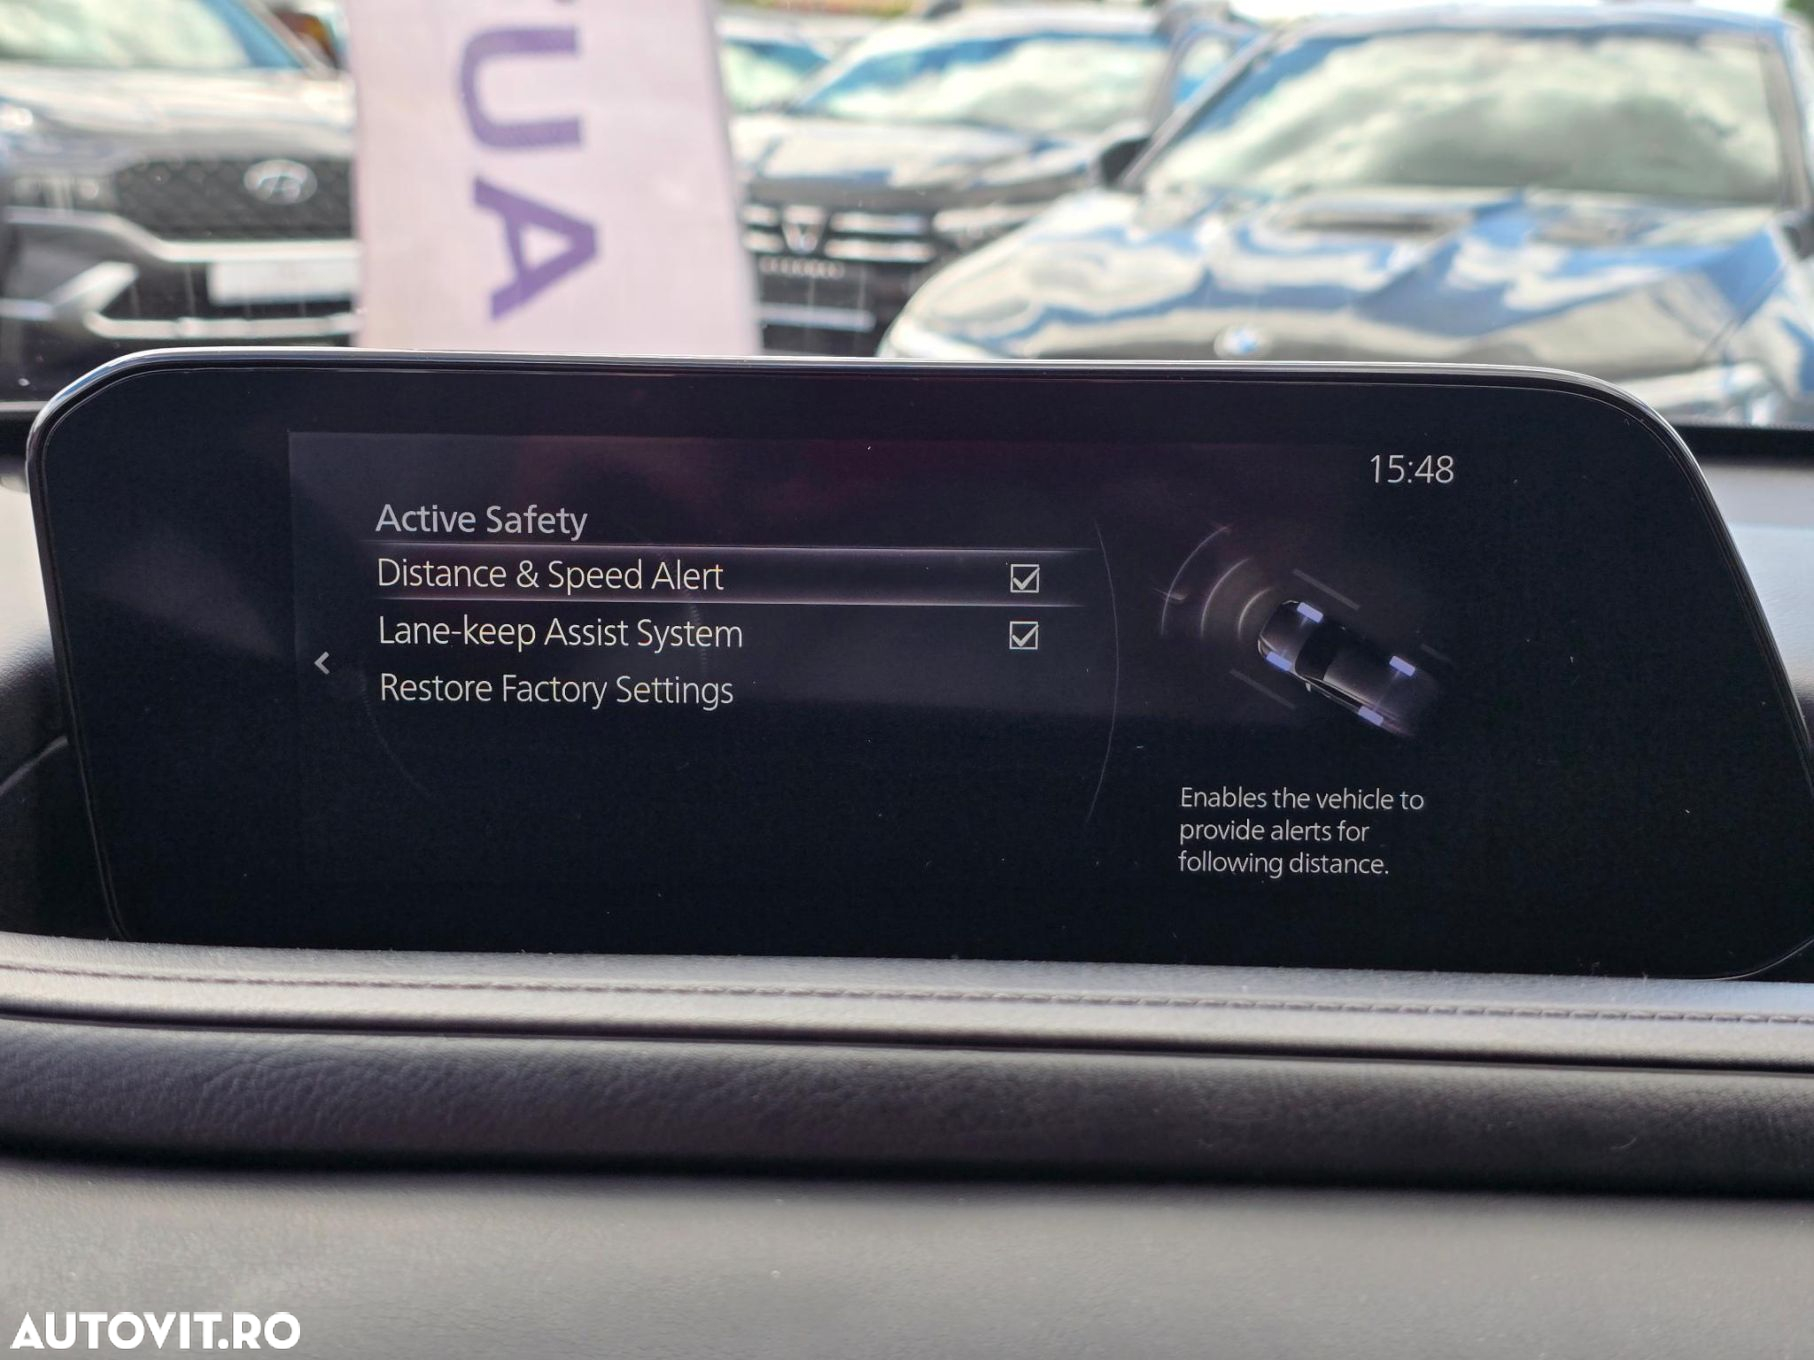 UA
15:48
Active Safety
Distance & Speed Alert
Lane-keep Assist System
Restore Factory Settings
Enables the vehicle to
provide alerts for
following distance.
AUTOVIT.RO